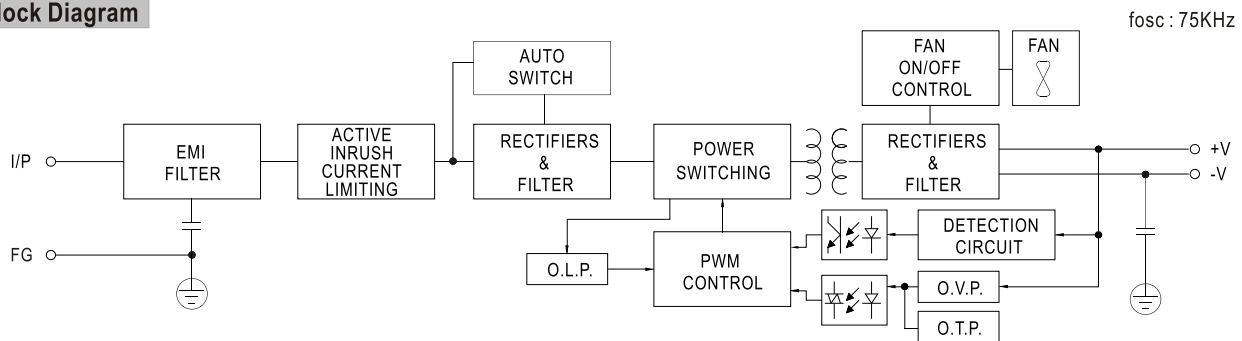 lock Diagram
fosc : 75KHz
AUTO
SWITCH
FAN
ON/OFF
CONTROL
FAN
I/P
EMI
FILTER
ACTIVE
INRUSH
CURRENT
LIMITING
RECTIFIERS
&
FILTER
POWER
SWITCHING
RECTIFIERS
&
FILTER
+V
-V
FG
O.L.P.
PWM
CONTROL
DETECTION
CIRCUIT
O.V.P.
O.T.P.